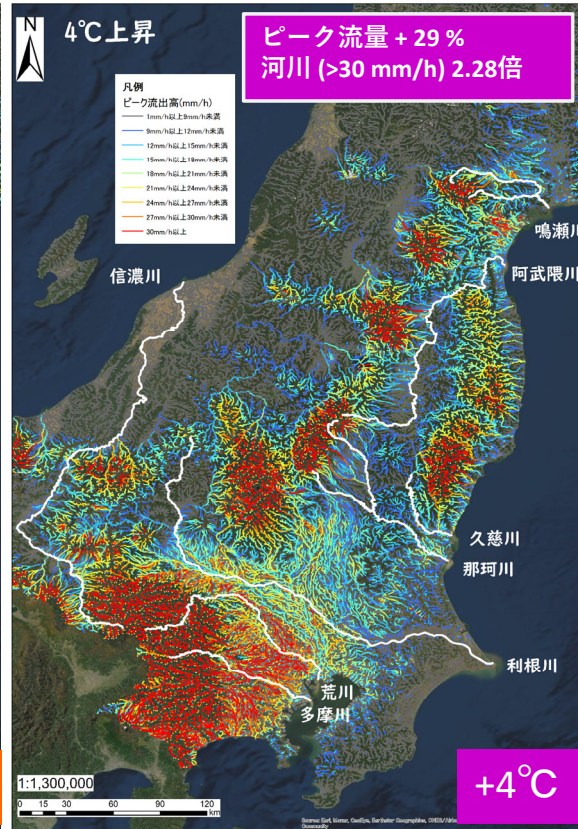 N
4℃上昇
ピーク流量 + 29 %
河川 (>30 mm/h) 2.28倍
凡例
ピーク流出高(mm/h)
1mm/h以上9mm/h未満
9mm/h以上12mm/h未満
12mm/h以上15mm/h未満
15mm/h以上18mm/h未満
18mm/h以上21mm/h未満
21mm/h以上24mm/h未満
24mm/h以上27mm/h未満
27mm/h以上30mm/h未満
30mm/h以上
鳴瀬川
阿武隈川
信濃川
久慈川
那珂川
利根川
荒川
多摩川
1:1,300,000
0 15 30 60 90 120
km
+4℃